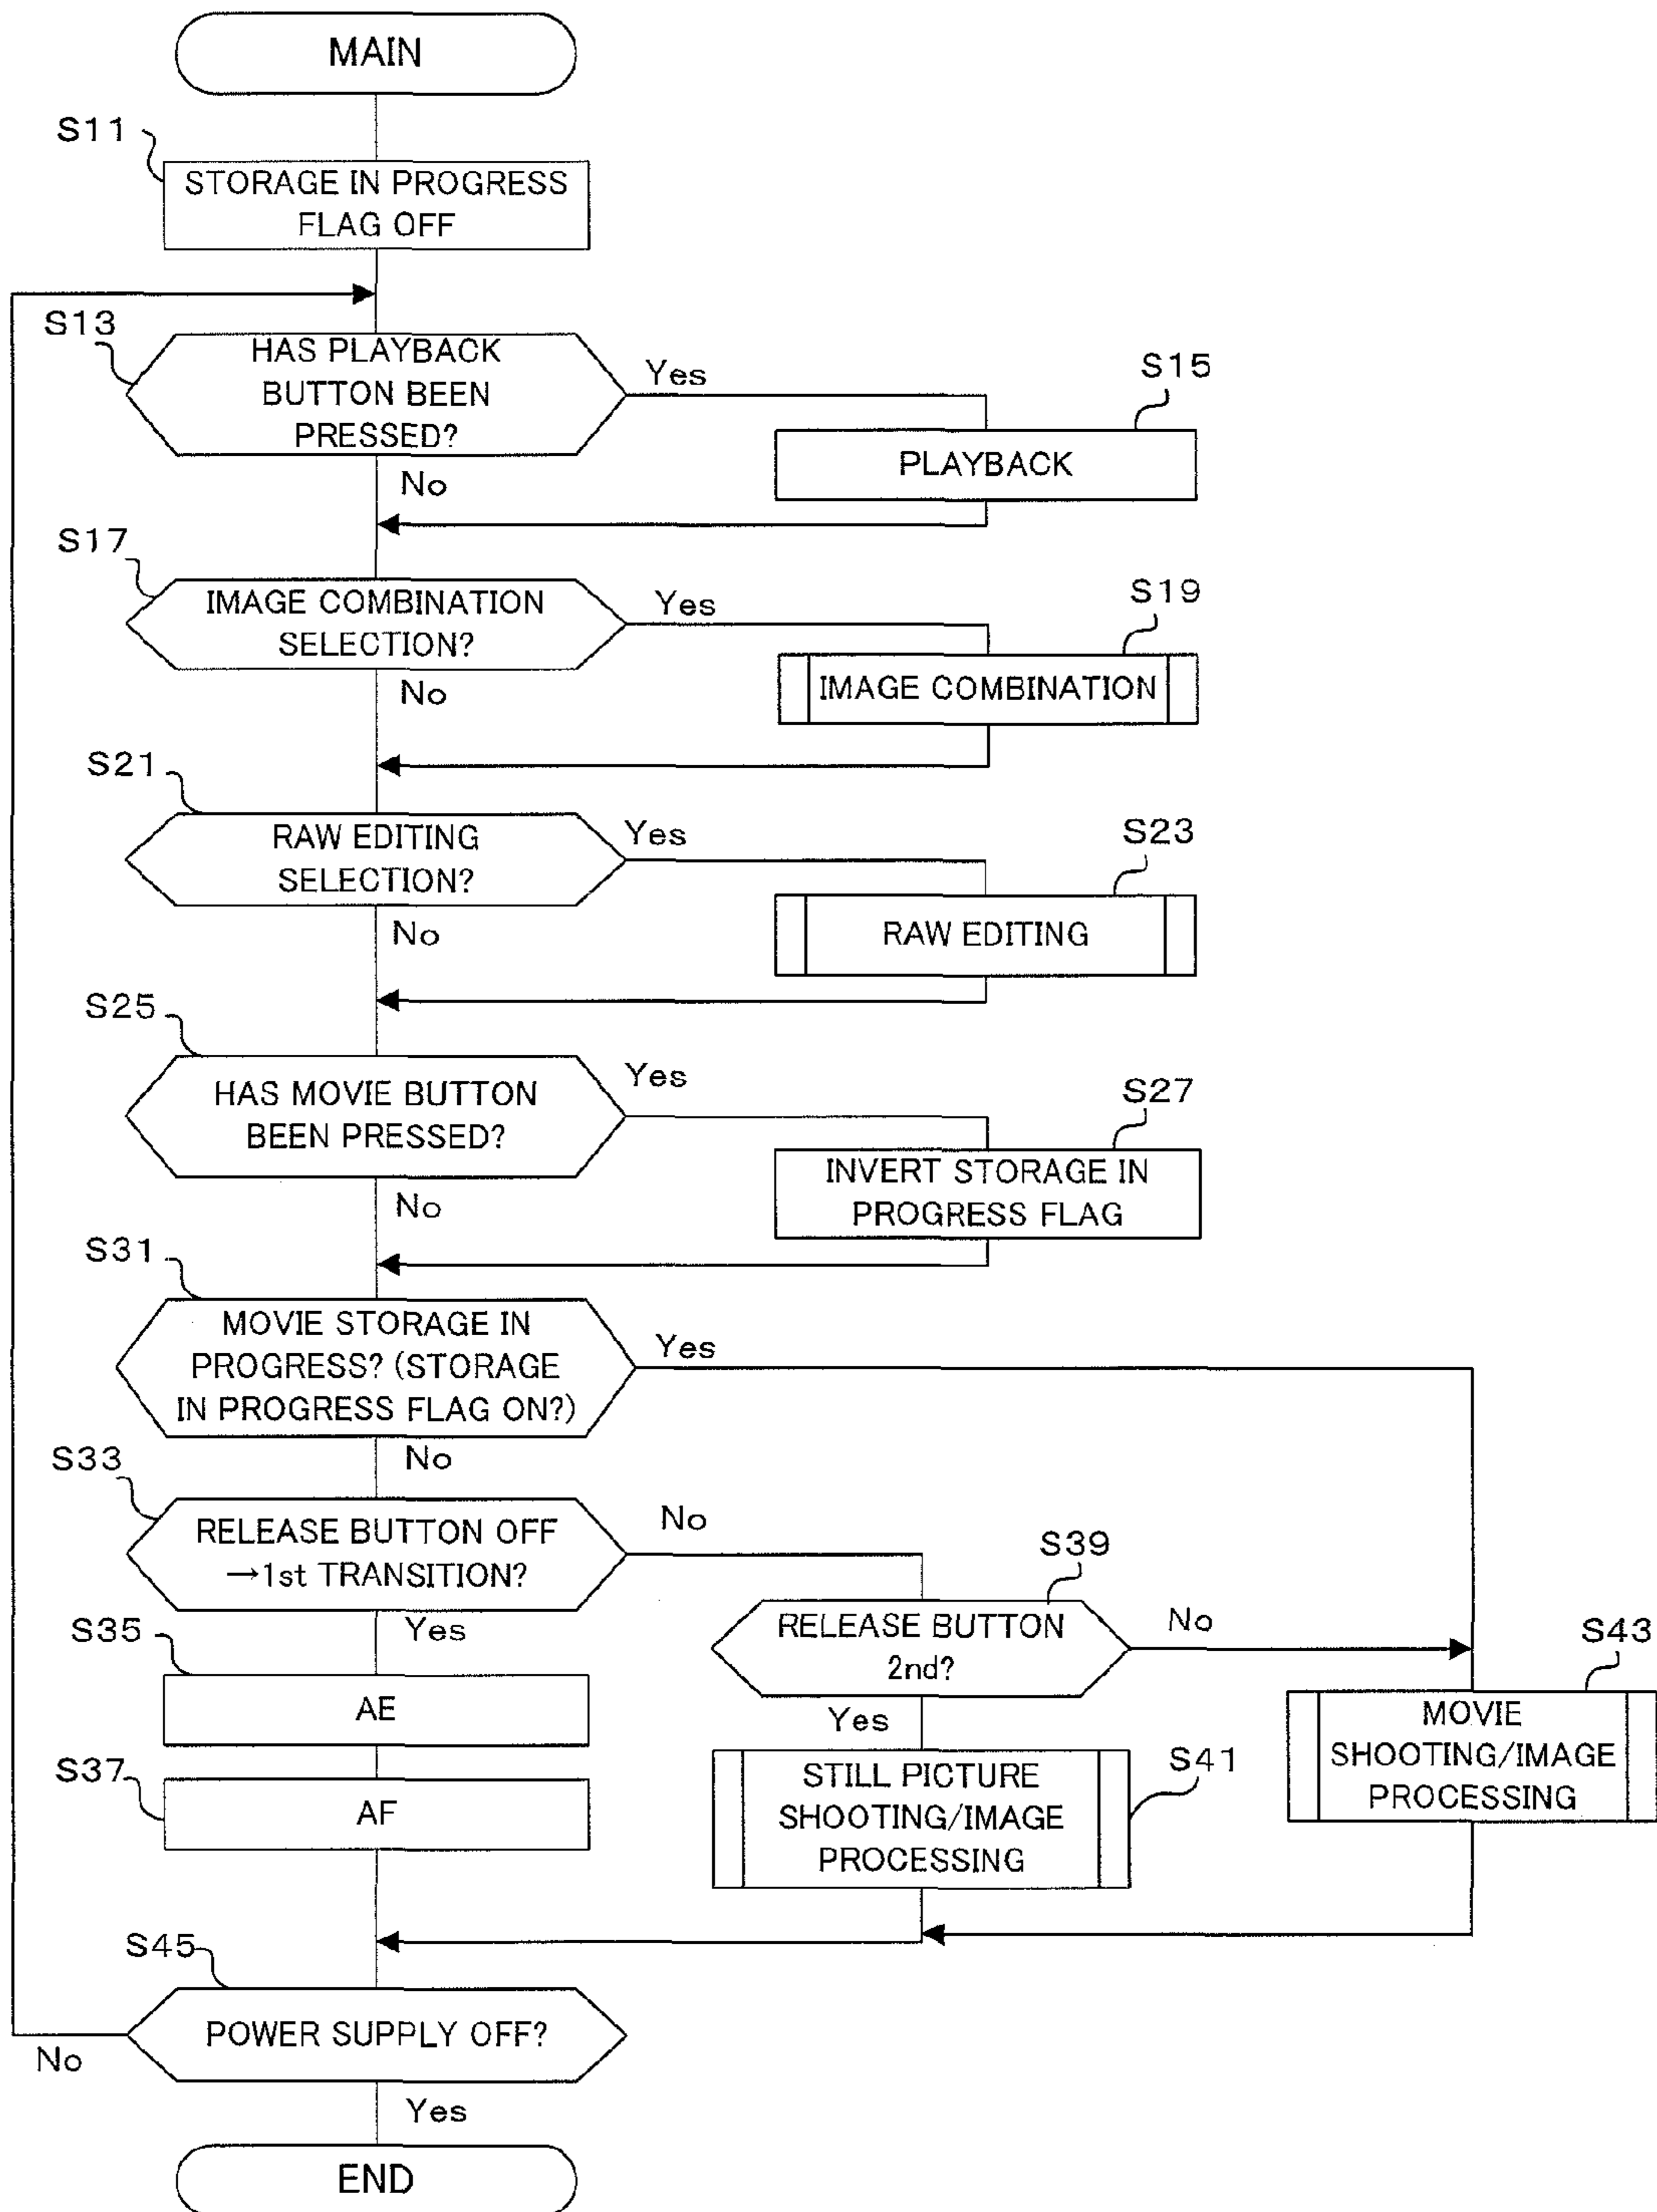 MAIN
S11
STORAGE IN PROGRESS
FLAG OFF
S13
HAS PLAYBACK
BUTTON BEEN
PRESSED?
Yes
No
S15
PLAYBACK
S17
IMAGE COMBINATION
SELECTION?
Yes
No
S19
IMAGE COMBINATION
S21
RAW EDITING
SELECTION?
Yes
No
S23
RAW EDITING
S25
HAS MOVIE BUTTON
BEEN PRESSED?
Yes
No
S27
INVERT STORAGE IN
PROGRESS FLAG
S31
MOVIE STORAGE IN
PROGRESS? (STORAGE
IN PROGRESS FLAG ON?)
Yes
No
S33
RELEASE BUTTON OFF
→1st TRANSITION?
No
Yes
S35
AE
S37
AF
S39
RELEASE BUTTON
2nd?
No
Yes
S41
STILL PICTURE
SHOOTING/IMAGE
PROCESSING
S43
MOVIE
SHOOTING/IMAGE
PROCESSING
S45
POWER SUPPLY OFF?
No
Yes
END